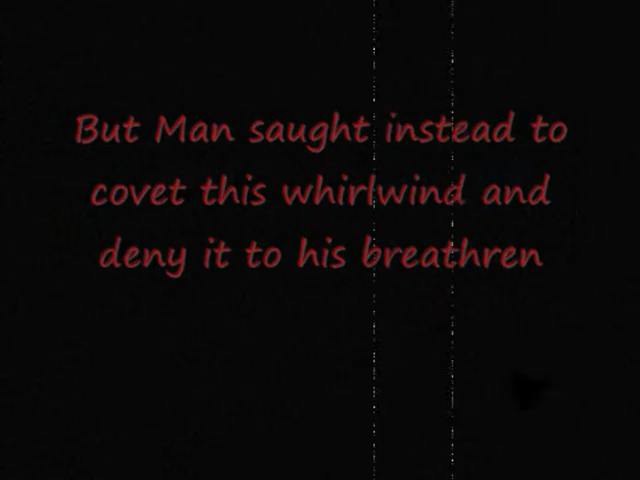 But Man saught instead to
covet this whirlwind and
deny it to his breathren